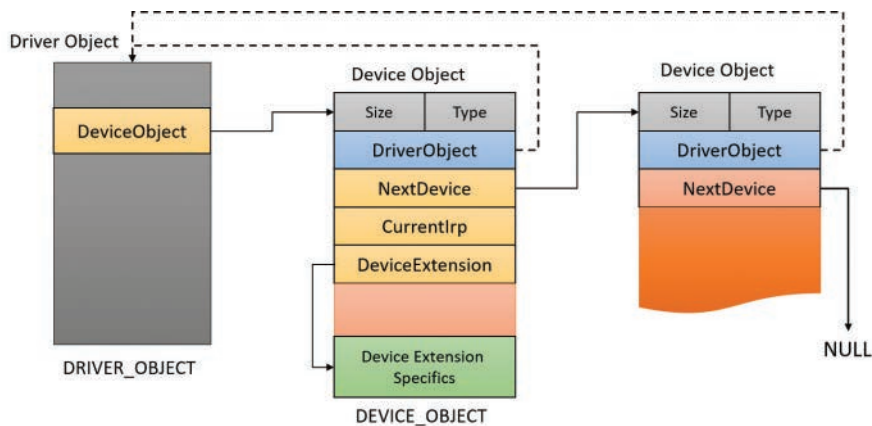 Driver Object
DeviceObject
DRIVER_OBJECT
Device Object
Size Type
DriverObject
NextDevice
CurrentIrp
DeviceExtension
Device Extension
Specifics
DEVICE_OBJECT
Device Object
Size Type
DriverObject
NextDevice
NULL